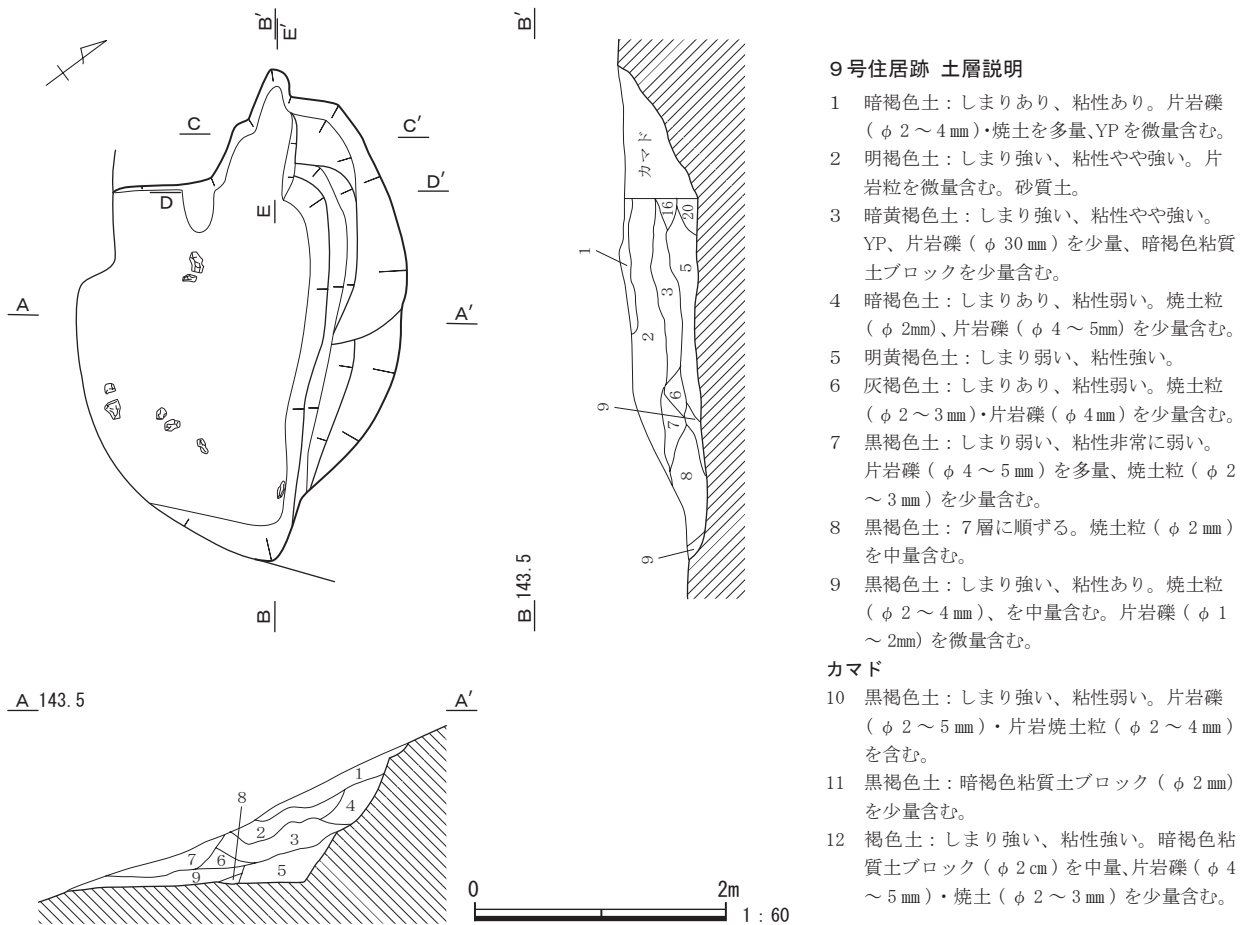 B′
E′
B′
C
C′
D′
D
E
A
A′
カマド
16
20
1
5
3
2
6
9
7
8
9
B
B 143.5
A 143.5
A′
1
8
4
2
3
7
6
5
9
0
2m
1 : 60
9号住居跡 土層説明
1 暗褐色土：しまりあり、粘性あり。片岩礫
（φ2～4㎜）・焼土を多量、YPを微量含む。
2 明褐色土：しまり強い、粘性やや強い。片
岩粒を微量含む。砂質土。
3 暗黄褐色土：しまり強い、粘性やや強い。
YP、片岩礫（φ30㎜）を少量、暗褐色粘質
土ブロックを少量含む。
4 暗褐色土：しまりあり、粘性弱い。焼土粒
（φ2mm）、片岩礫（φ4～5mm）を少量含む。
5 明黄褐色土：しまり弱い、粘性強い。
6 灰褐色土：しまりあり、粘性弱い。焼土粒
（φ2～3㎜）・片岩礫（φ4㎜）を少量含む。
7 黒褐色土：しまり弱い、粘性非常に弱い。
片岩礫（φ4～5㎜）を多量、焼土粒（φ2
～3㎜）を少量含む。
8 黒褐色土：7層に順ずる。焼土粒（φ2㎜）
を中量含む。
9 黒褐色土：しまり強い、粘性あり。焼土粒
（φ2～4㎜）、を中量含む。片岩礫（φ1
～2mm）を微量含む。
カマド
10 黒褐色土：しまり強い、粘性弱い。片岩礫
（φ2～5㎜）・片岩焼土粒（φ2～4㎜）
を含む。
11 黒褐色土：暗褐色粘質土ブロック（φ2㎜）
を少量含む。
12 褐色土：しまり強い、粘性強い。暗褐色粘
質土ブロック（φ2㎝）を中量、片岩礫（φ4
～5㎜）・焼土（φ2～3㎜）を少量含む。